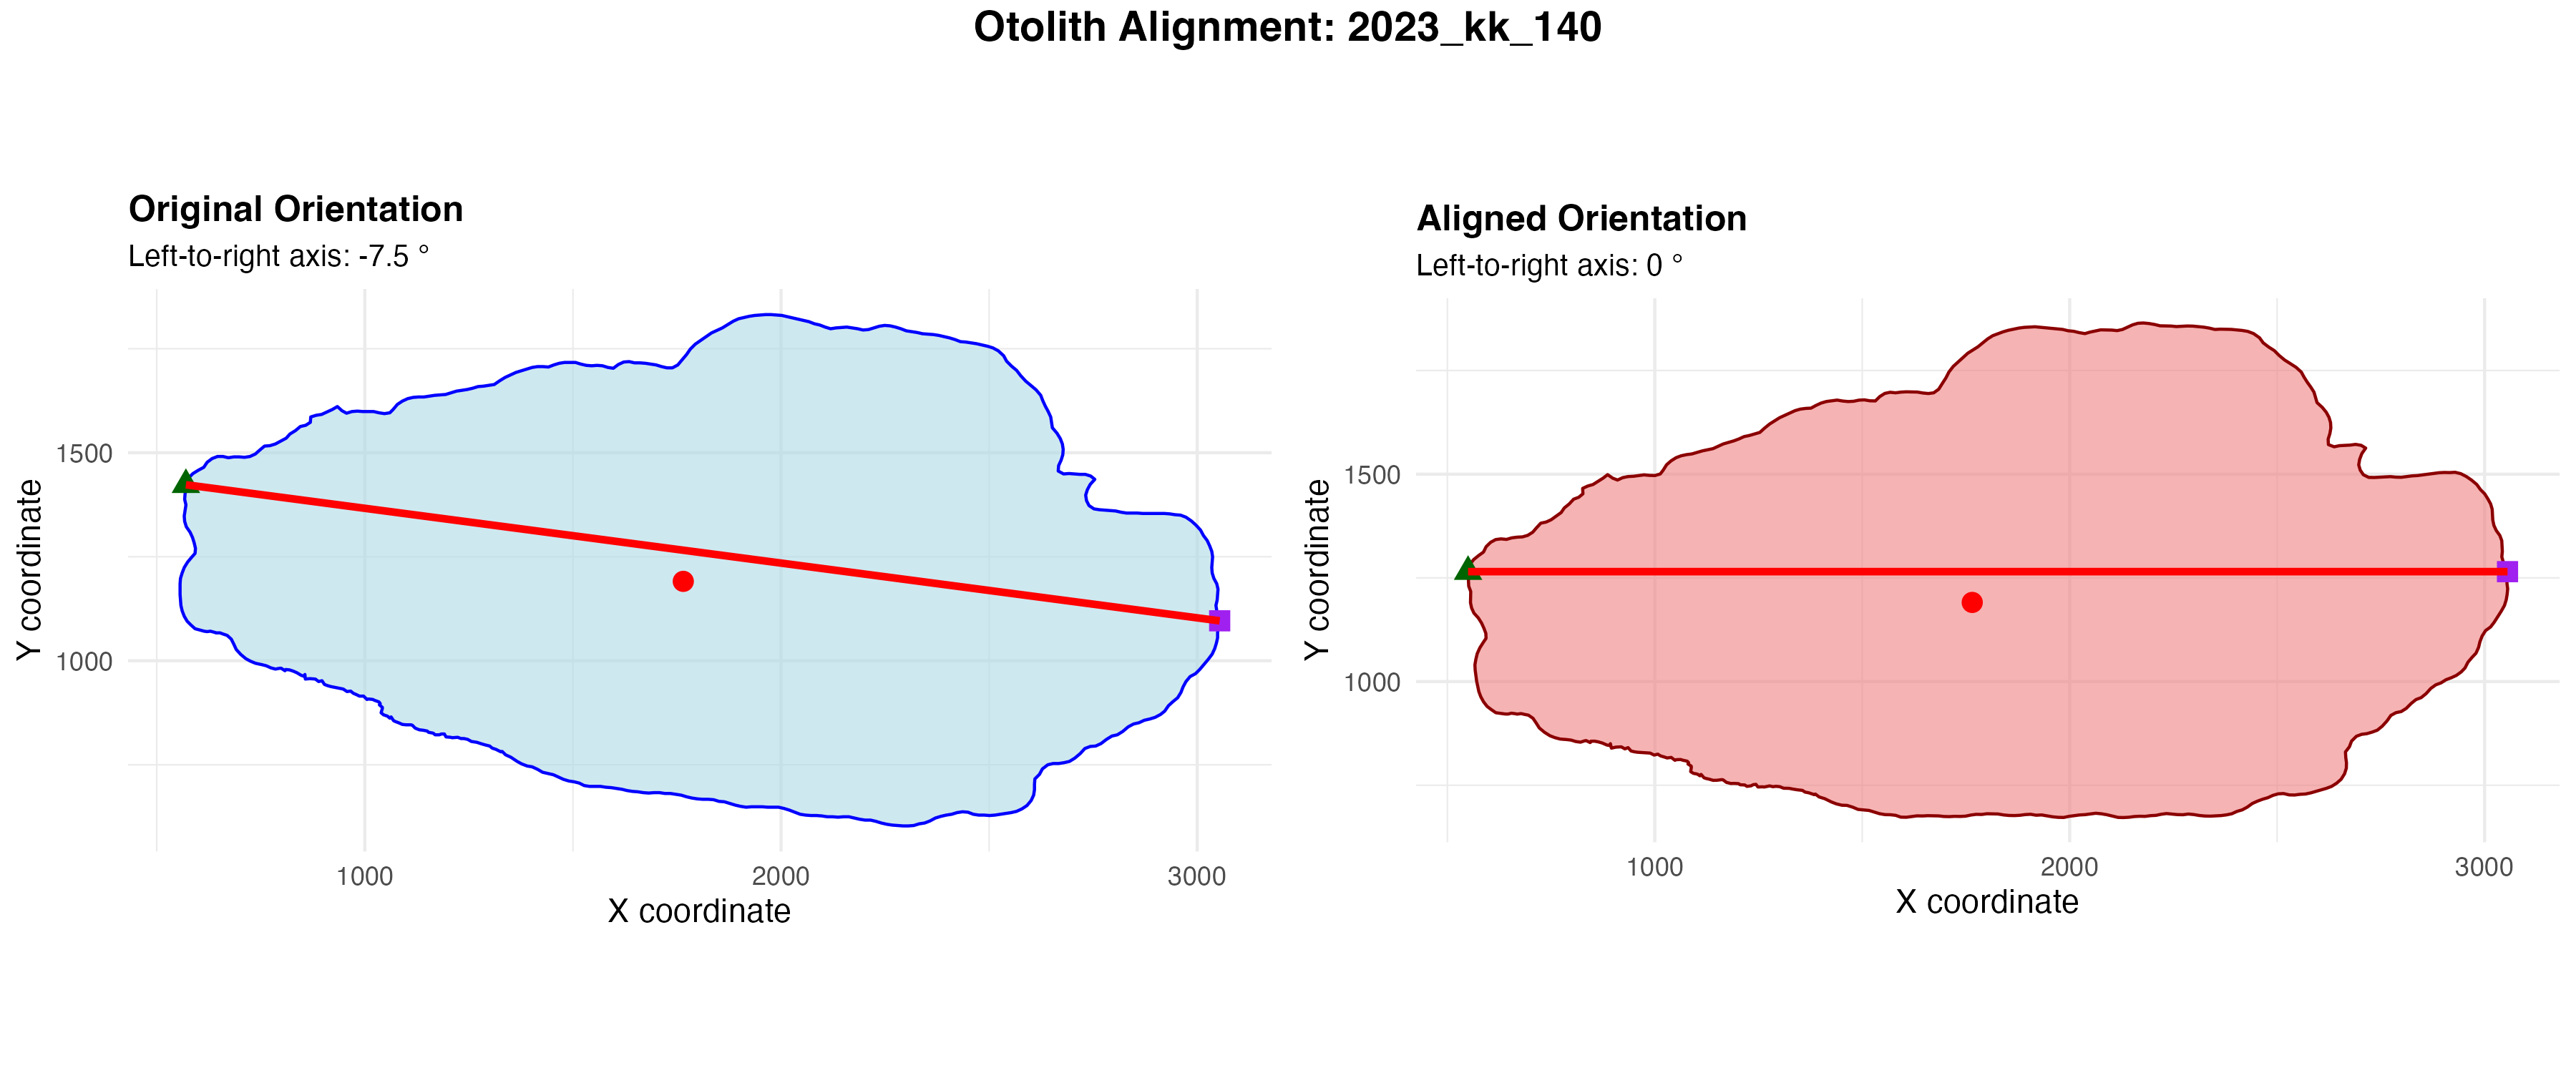 Otolith Alignment: 2023_kk_140
Original Orientation
Left-to-right axis: -7.5 °
Y coordinate
1500
1000
1000
2000
3000
X coordinate
Aligned Orientation
Left-to-right axis: 0 °
Y coordinate
1500
1000
1000
2000
3000
X coordinate